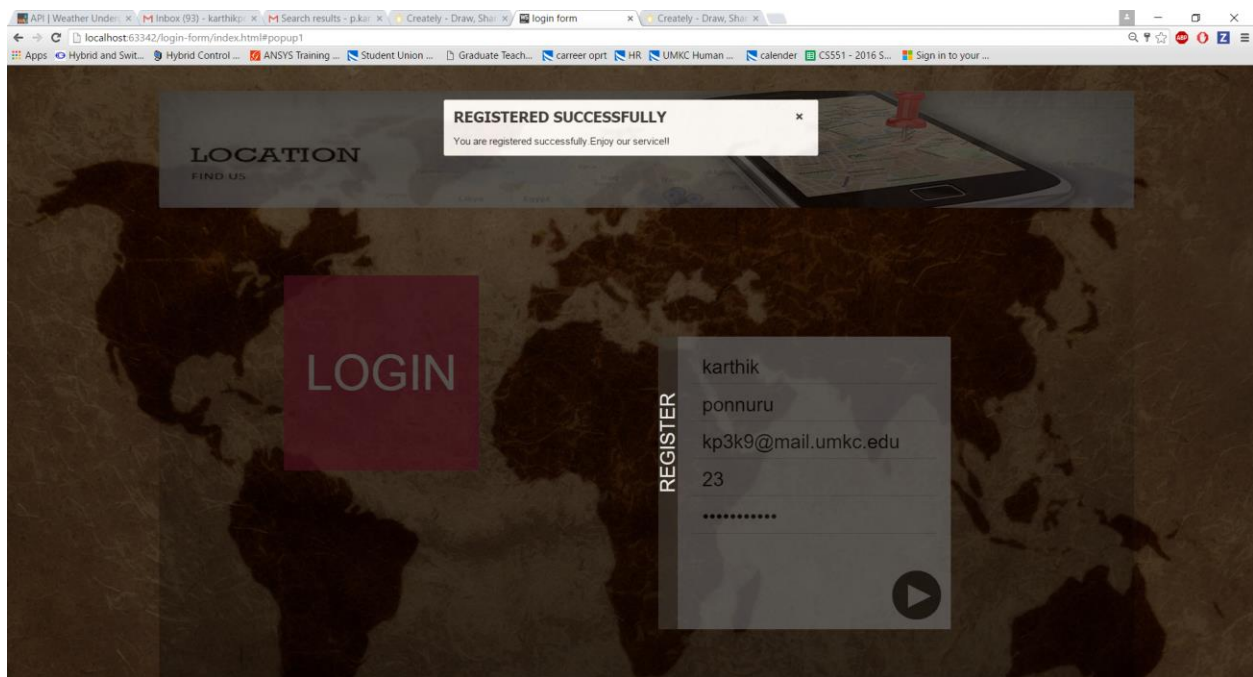 API | Weather Under
Inbox (93) - karthikp
Search results - p.kar
Creately - Draw, Sha
login form
Creately - Draw, Sha
localhost:63342/login-form/index.html#popup1
Apps
Hybrid and Swit...
Hybrid Control ...
ANSYS Training ...
Student Union ...
Graduate Teach...
carreer oprt
HR
UMKC Human ...
calender
CS551 - 2016 S...
Sign in to your ...
REGISTERED SUCCESSFULLY
You are registered successfully.Enjoy our service!!
LOCATION
FIND US
LOGIN
REGISTER
karthik
ponnuru
kp3k9@mail.umkc.edu
23
•••••••••••